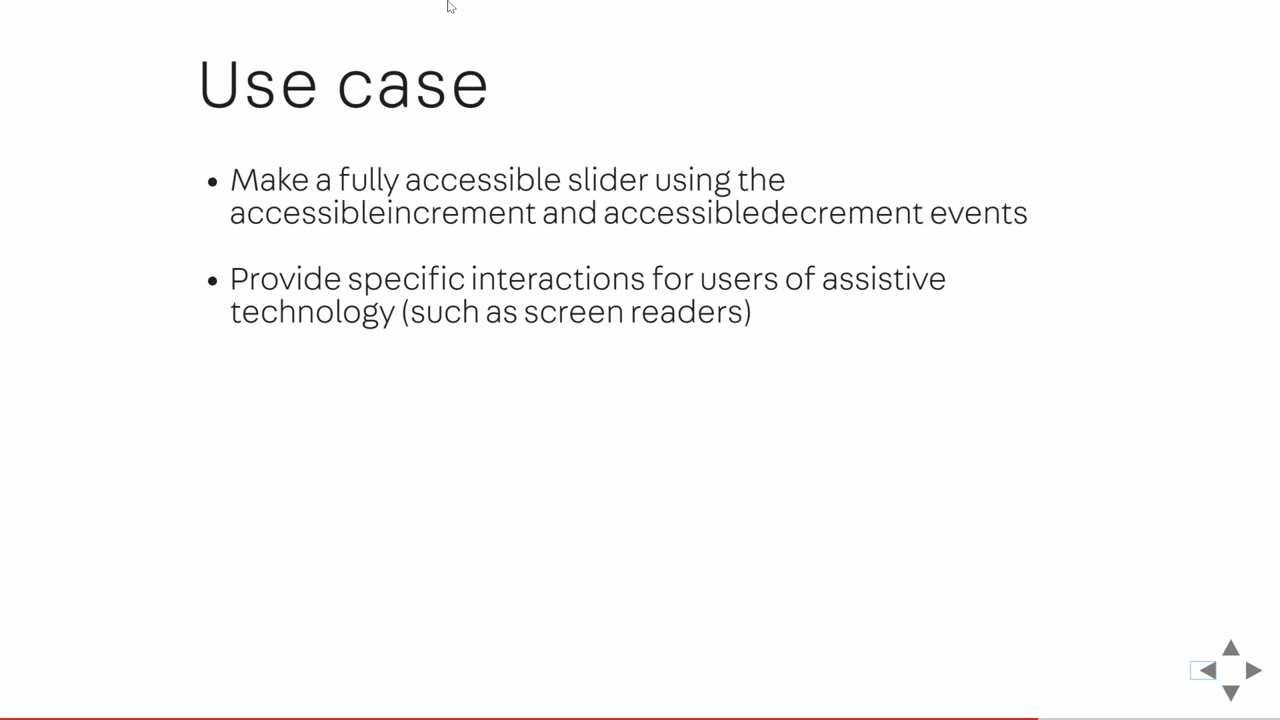 Use case
• Make a fully accessible slider using the
accessibleincrement and accessibledecrement events
• Provide specific interactions for users of assistive
technology (such as screen readers)